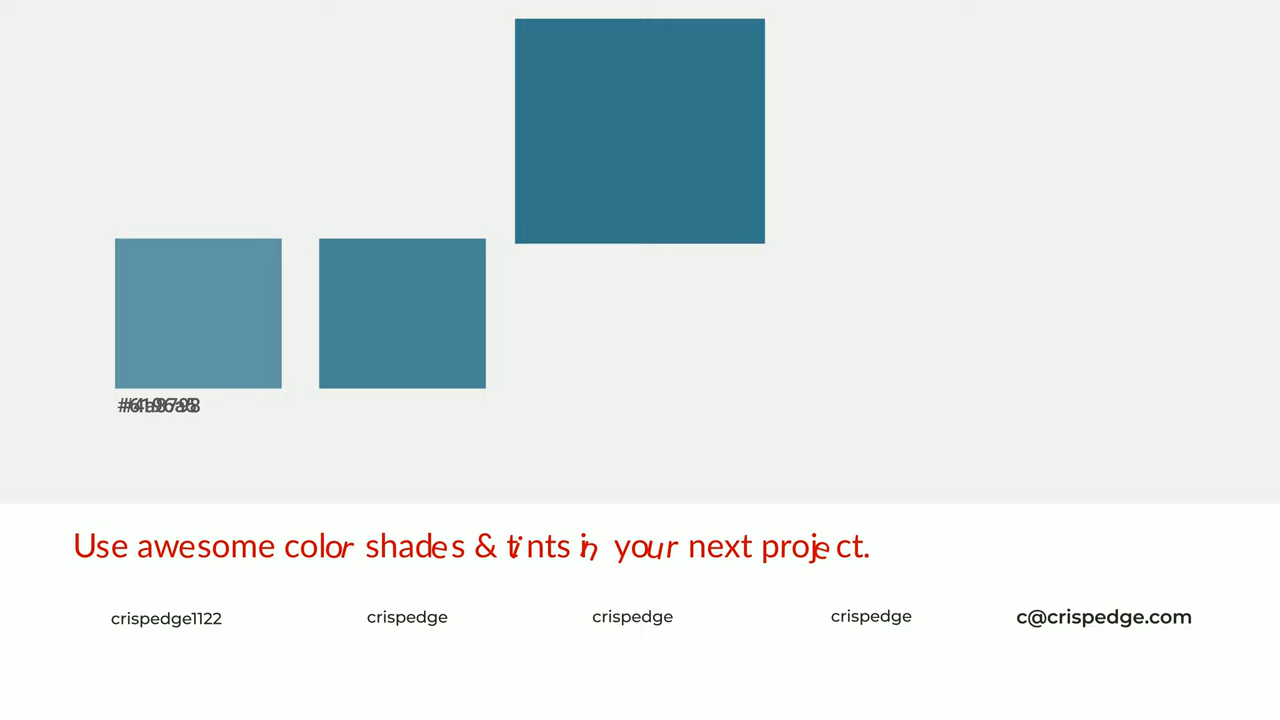 Use awesome color shades & tints in your next project.
crispedge1122 crispedge crispedge crispedge c@crispedge.com